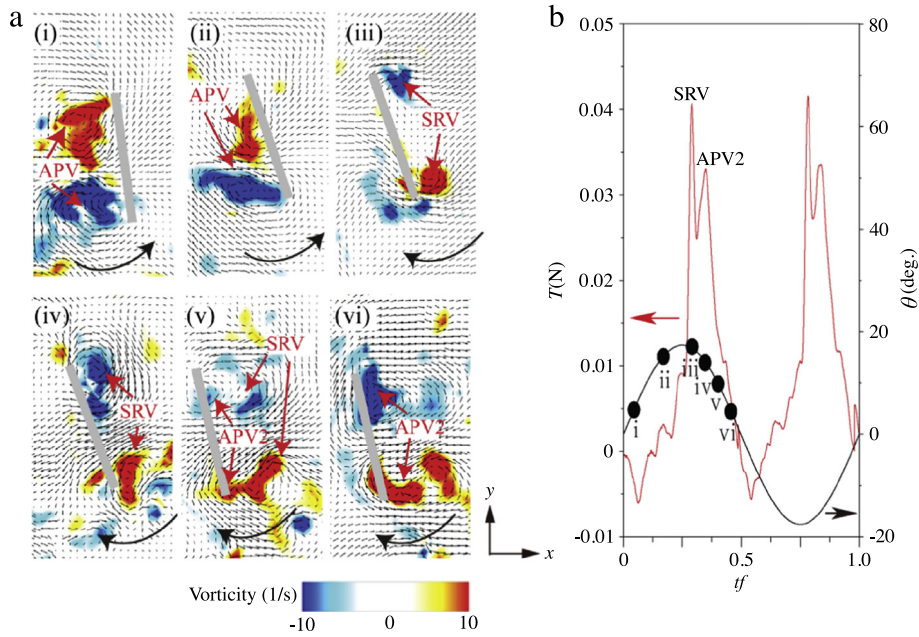 a
(i)
(ii)
(iii)
APV
APV
SRV
(iv)
(v)
(vi)
SRV
SRV
APV2
APV2
y
x
Vorticity (1/s)
-10
0
10
b
0.05
0.04
0.03
0.02
0.01
0
-0.01
T(N)
SRV
APV2
i
ii
iii
iv
v
vi
80
60
40
20
0
-20
θ(deg.)
0
0.5
1.0
tf